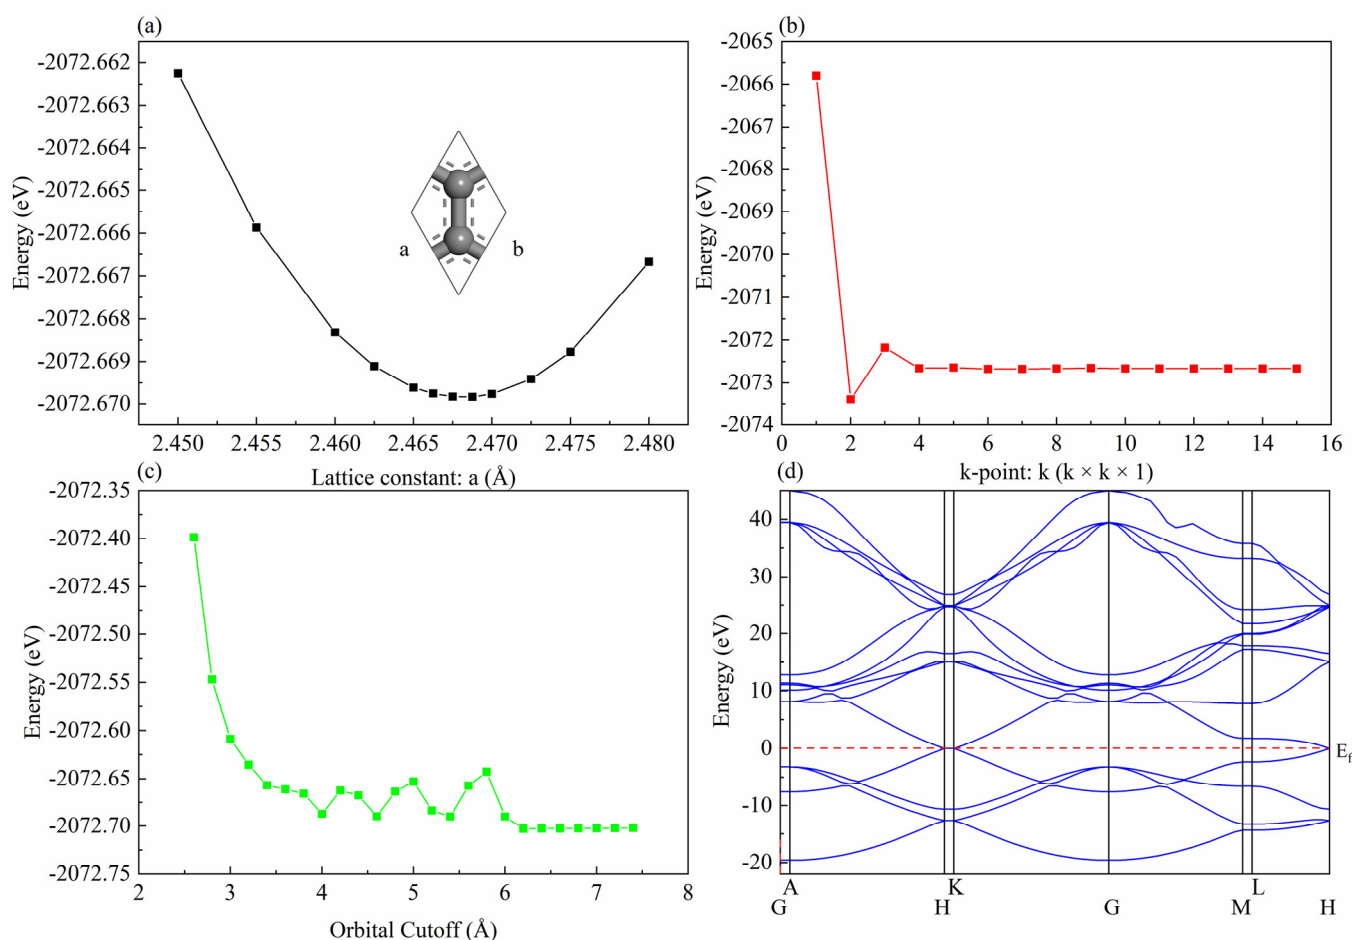 (a)
-2072.662
-2072.663
-2072.664
-2072.665
-2072.666
-2072.667
-2072.668
-2072.669
-2072.670
Energy (eV)
a
b
2.450 2.455 2.460 2.465 2.470 2.475 2.480
Lattice constant: a (Å)
(b)
-2065
-2066
-2067
-2068
-2069
-2070
-2071
-2072
-2073
-2074
Energy (eV)
0 2 4 6 8 10 12 14 16
k-point: k (k × k × 1)
(c)
-2072.35
-2072.40
-2072.45
-2072.50
-2072.55
-2072.60
-2072.65
-2072.70
-2072.75
Energy (eV)
2 3 4 5 6 7 8
Orbital Cutoff (Å)
(d)
40
30
20
10
0
-10
-20
Energy (eV)
Ef
A K L
G H G M H